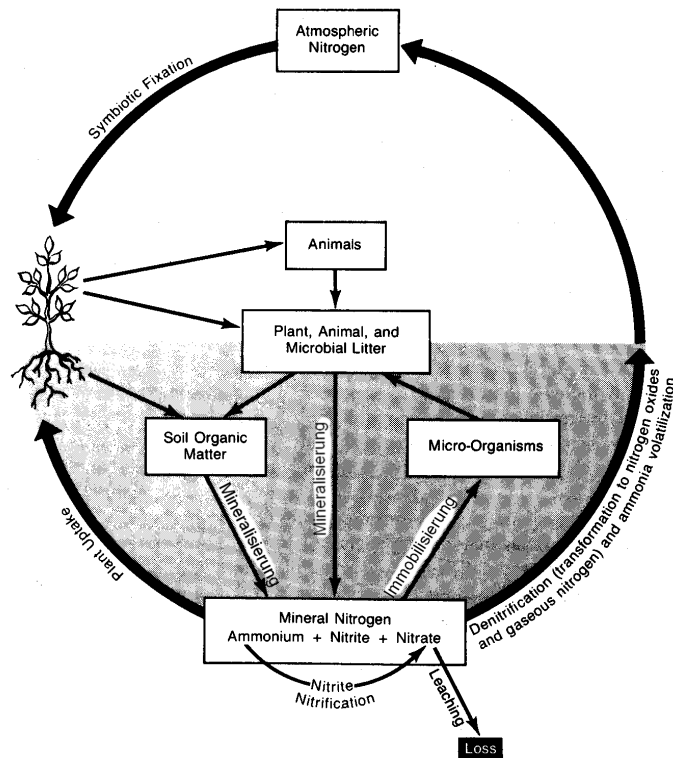 Atmospheric
Nitrogen
Symbiotic Fixation
Animals
Plant, Animal, and
Microbial Litter
Soil Organic
Matter
Micro-Organisms
Mineralisierung
Mineralisierung
Immobilisierung
Plant Uptake
Denitrification (transformation to nitrogen oxides
and gaseous nitrogen) and ammonia volatilization
Mineral Nitrogen
Ammonium + Nitrite + Nitrate
Nitrite
Nitrification
Leaching
Loss